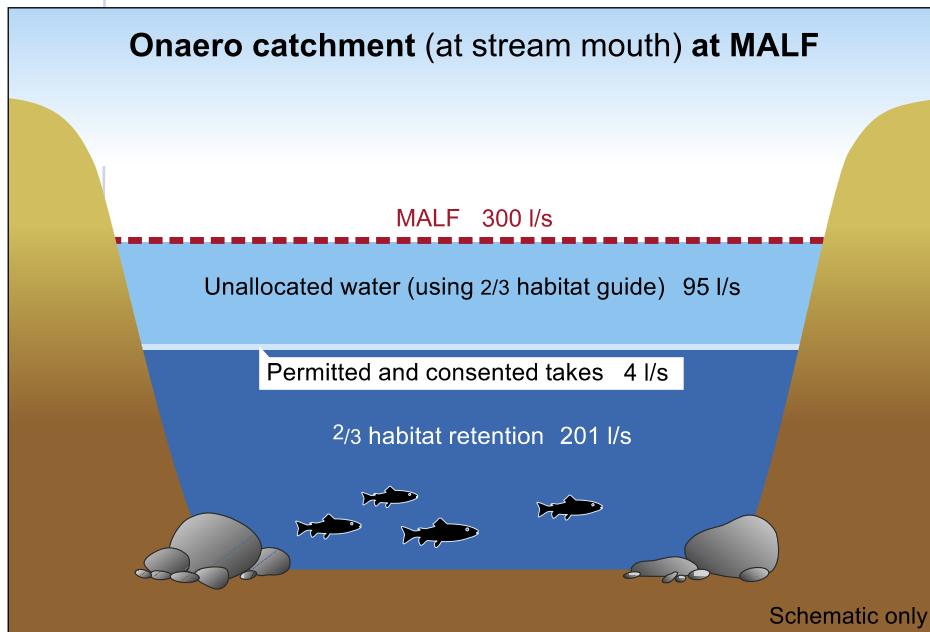 Onaero catchment (at stream mouth) at MALF
MALF 300 l/s
Unallocated water (using 2/3 habitat guide) 95 l/s
Permitted and consented takes 4 l/s
2/3 habitat retention 201 l/s
Schematic only